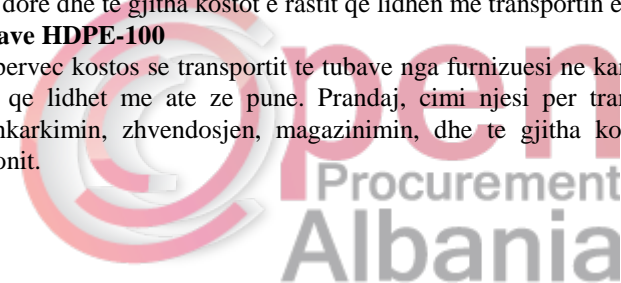 dore dhe te gjitha kostot e rastit qe lidhen me transportin e
ave HDPE-100
pervec kostos se transportit te tubave nga furnizuesi ne kan
qe lidhet me ate ze pune. Prandaj, cimi njesi per tran
nkarkimin, zhvendosjen, magazinimin, dhe te gjitha ko
onit.
Open
Procurement
Albania